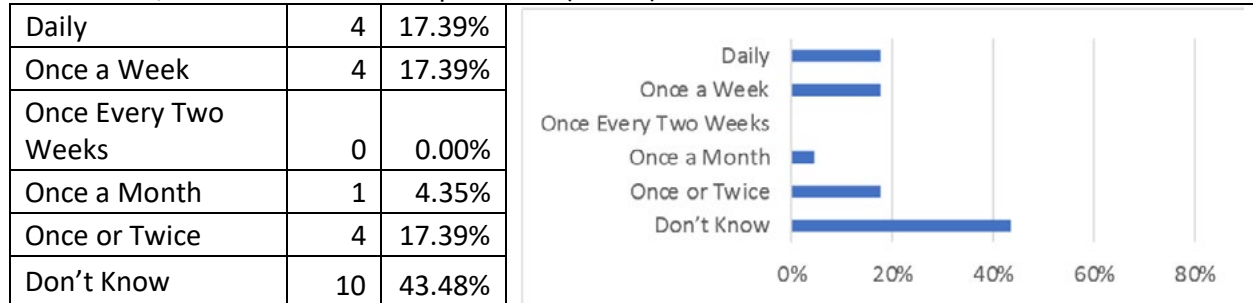 Daily 4 17.39%
Once a Week 4 17.39%
Once Every Two
Weeks 0 0.00%
Once a Month 1 4.35%
Once or Twice 4 17.39%
Don’t Know 10 43.48%
Daily
Once a Week
Once Every Two Weeks
Once a Month
Once or Twice
Don’t Know
0% 20% 40% 60% 80%